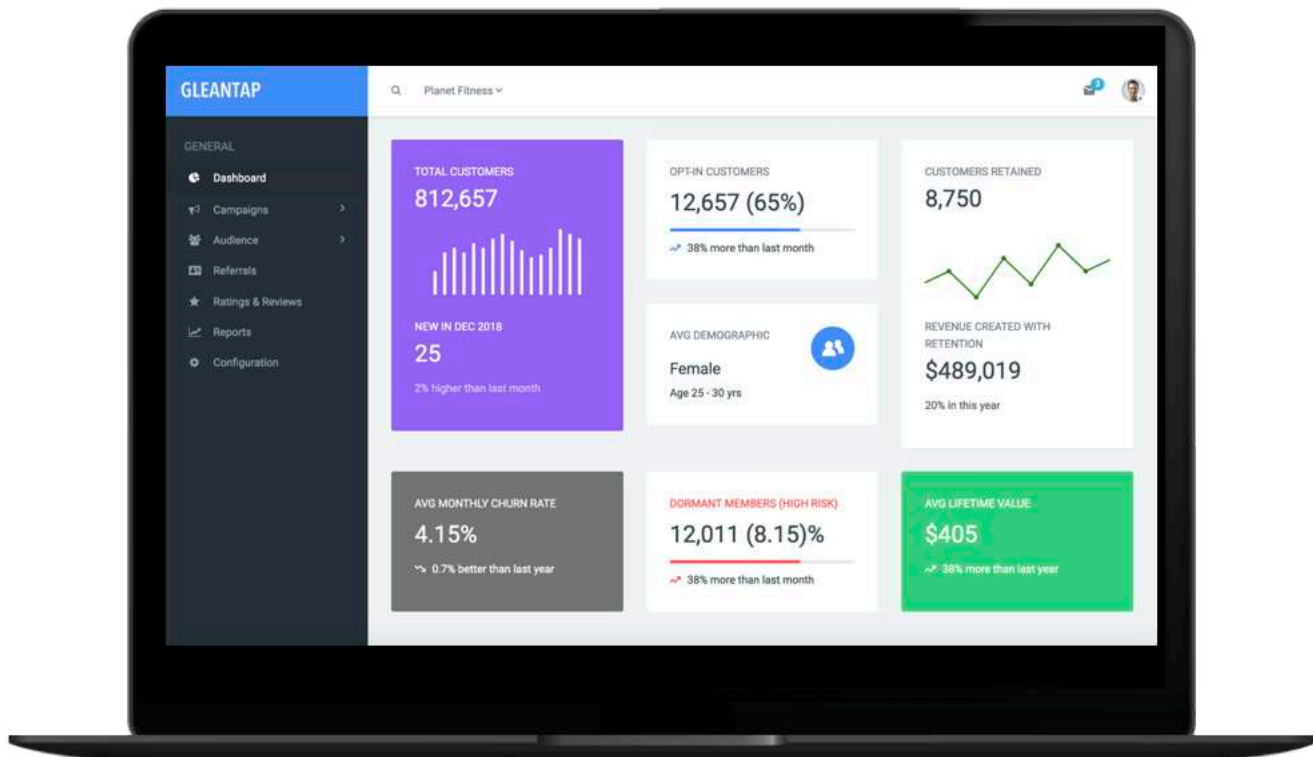 GLEANTAP
Planet Fitness
3
GENERAL
Dashboard
Campaigns
Audience
Referrals
Ratings & Reviews
Reports
Configuration
TOTAL CUSTOMERS
812,657
NEW IN DEC 2018
25
2% higher than last month
OPT-IN CUSTOMERS
12,657 (65%)
38% more than last month
AVG DEMOGRAPHIC
Female
Age 25 - 30 yrs
CUSTOMERS RETAINED
8,750
REVENUE CREATED WITH
RETENTION
$489,019
20% in this year
AVG MONTHLY CHURN RATE
4.15%
0.7% better than last year
DORMANT MEMBERS (HIGH RISK)
12,011 (8.15)%
38% more than last month
AVG LIFETIME VALUE
$405
38% more than last year